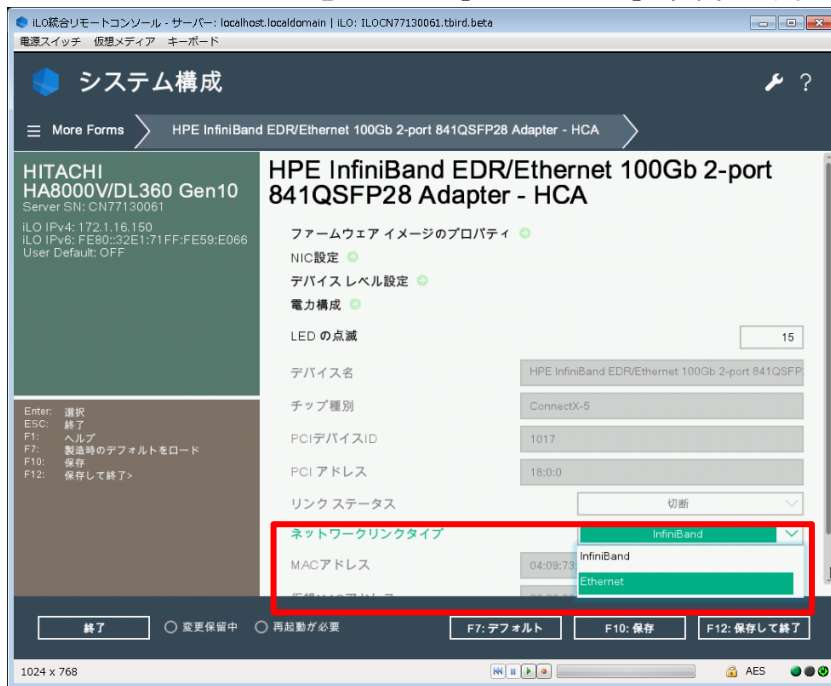 iLO統合リモートコンソール - サーバー: localhost.localdomain | iLO: ILOCN77130061.tbird.beta
電源スイッチ 仮想メディア キーボード
システム構成
?
More Forms
HPE InfiniBand EDR/Ethernet 100Gb 2-port 841QSFP28 Adapter - HCA
HITACHI
HA8000V/DL360 Gen10
Server SN: CN77130061
iLO IPv4: 172.1.16.150
iLO IPv6: FE80::32E1:71FF:FE59:E066
User Default: OFF
Enter: 選択
ESC: 終了
F1: ヘルプ
F7: 製造時のデフォルトをロード
F10: 保存
F12: 保存して終了>
HPE InfiniBand EDR/Ethernet 100Gb 2-port
841QSFP28 Adapter - HCA
ファームウェア イメージのプロパティ
NIC設定
デバイス レベル設定
電力構成
LED の点滅 15
デバイス名 HPE InfiniBand EDR/Ethernet 100Gb 2-port 841QSFP
チップ種別 ConnectX-5
PCIデバイスID 1017
PCI アドレス 18:0:0
リンク ステータス 切断
ネットワークリンクタイプ InfiniBand
InfiniBand
Ethernet
MACアドレス 04:09:73
終了
変更保留中
再起動が必要
F7: デフォルト
F10: 保存
F12: 保存して終了
1024 x 768
AES